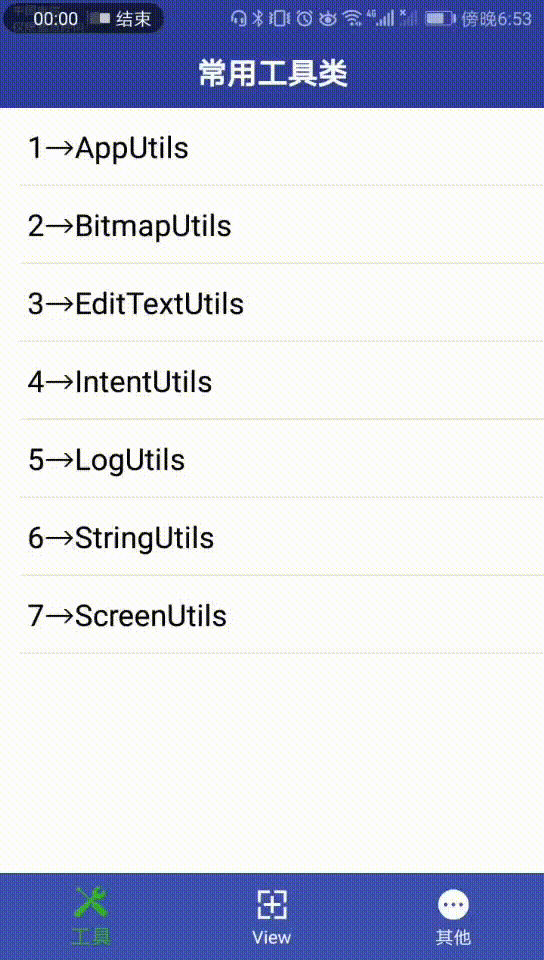 00:00 结束
4G 傍晚6:53
常用工具类
1→AppUtils
2→BitmapUtils
3→EditTextUtils
4→IntentUtils
5→LogUtils
6→StringUtils
7→ScreenUtils
工具
View
其他